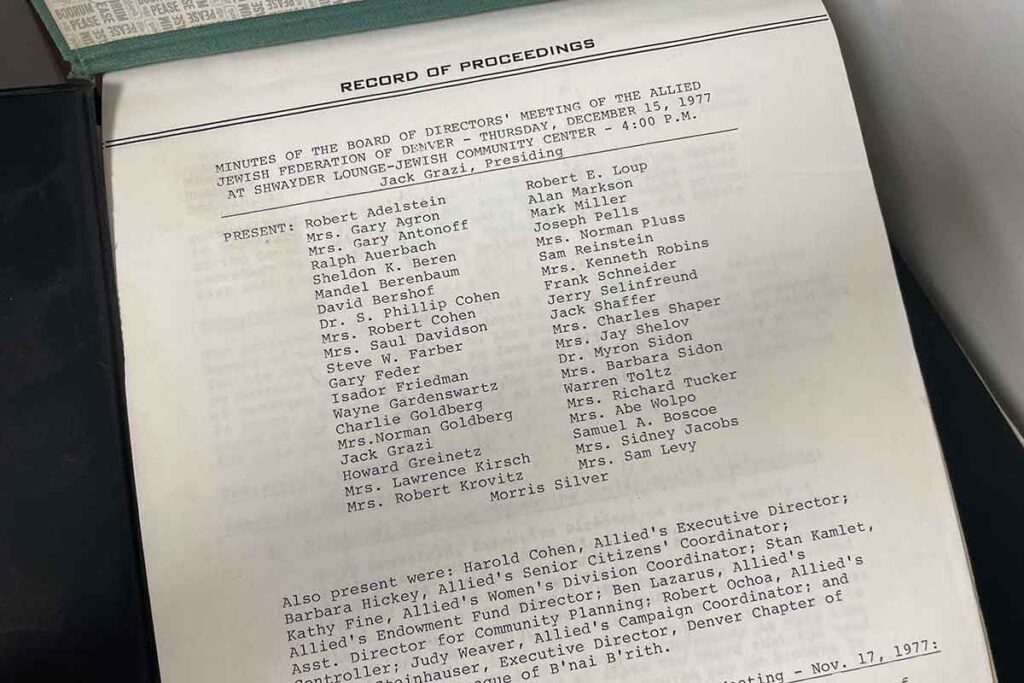 BODRUM
PEASE
RECORD OF PROCEEDINGS
MINUTES OF THE BOARD OF DIRECTORS' MEETING OF THE ALLIED
JEWISH FEDERATION OF DENVER - THURSDAY, DECEMBER 15, 1977
AT SHWAYDER LOUNGE-JEWISH COMMUNITY CENTER - 4:00 P.M.
Jack Grazi, Presiding
PRESENT: Robert Adelstein
Mrs. Gary Agron
Mrs. Gary Antonoff
Ralph Auerbach
Sheldon K. Beren
Mandel Berenbaum
David Bershof
Dr. S. Phillip Cohen
Mrs. Robert Cohen
Mrs. Saul Davidson
Steve W. Farber
Gary Feder
Isador Friedman
Wayne Gardenswartz
Charlie Goldberg
Mrs.Norman Goldberg
Jack Grazi
Howard Greinetz
Mrs. Lawrence Kirsch
Mrs. Robert Krovitz
Robert E. Loup
Alan Markson
Mark Miller
Joseph Pells
Mrs. Norman Pluss
Sam Reinstein
Mrs. Kenneth Robins
Frank Schneider
Jerry Selinfreund
Jack Shaffer
Mrs. Charles Shaper
Mrs. Jay Shelov
Dr. Myron Sidon
Mrs. Barbara Sidon
Warren Toltz
Mrs. Richard Tucker
Mrs. Abe Wolpo
Samuel A. Boscoe
Mrs. Sidney Jacobs
Mrs. Sam Levy
Morris Silver
Also present were: Harold Cohen, Allied's Executive Director;
Barbara Hickey, Allied's Senior Citizens' Coordinator;
Kathy Fine, Allied's Women's Division Coordinator; Stan Kamlet,
Allied's Endowment Fund Director; Ben Lazarus, Allied's
Asst. Director for Community Planning; Robert Ochoa, Allied's
Controller; Judy Weaver, Allied's Campaign Coordinator; and
Steinhauser, Executive Director, Denver Chapter of
of B'nai B'rith.
- Nov. 17, 1977: